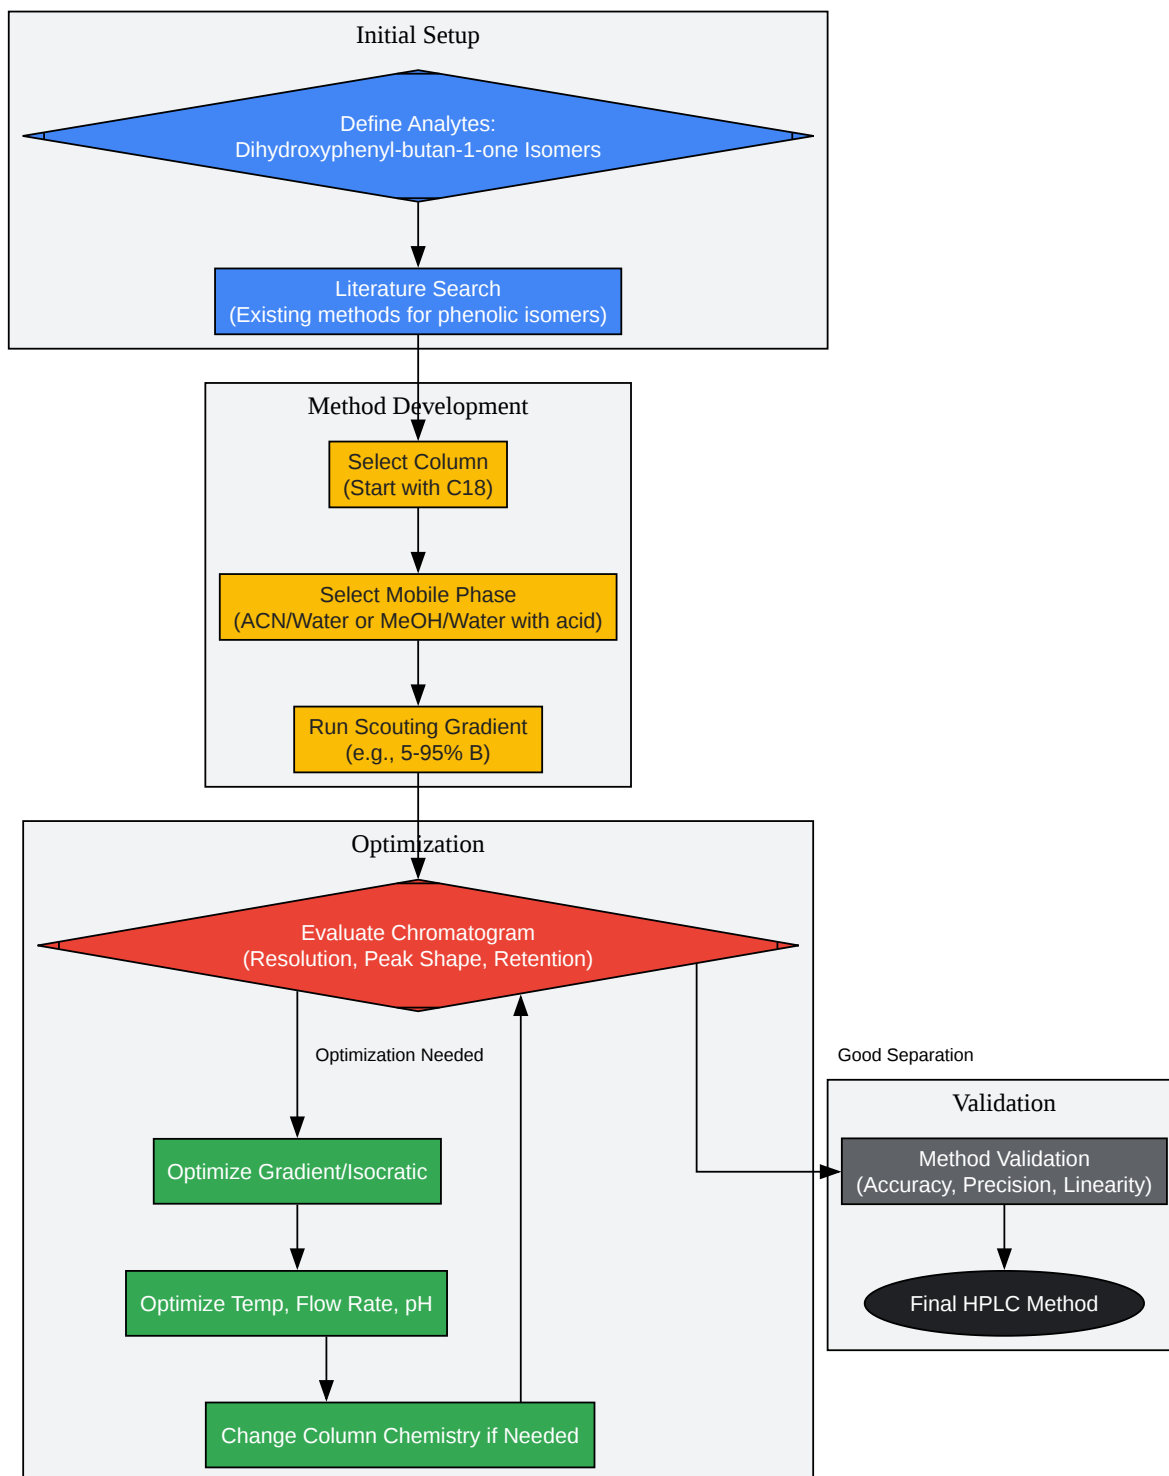 Initial Setup
Define Analytes:
Dihydroxyphenyl-butan-1-one Isomers
Literature Search
(Existing methods for phenolic isomers)
Method Development
Select Column
(Start with C18)
Select Mobile Phase
(ACN/Water or MeOH/Water with acid)
Run Scouting Gradient
(e.g., 5-95% B)
Optimization
Evaluate Chromatogram
(Resolution, Peak Shape, Retention)
Optimization Needed
Good Separation
Validation
Method Validation
(Accuracy, Precision, Linearity)
Optimize Gradient/Isocratic
Optimize Temp, Flow Rate, pH
Final HPLC Method
Change Column Chemistry if Needed